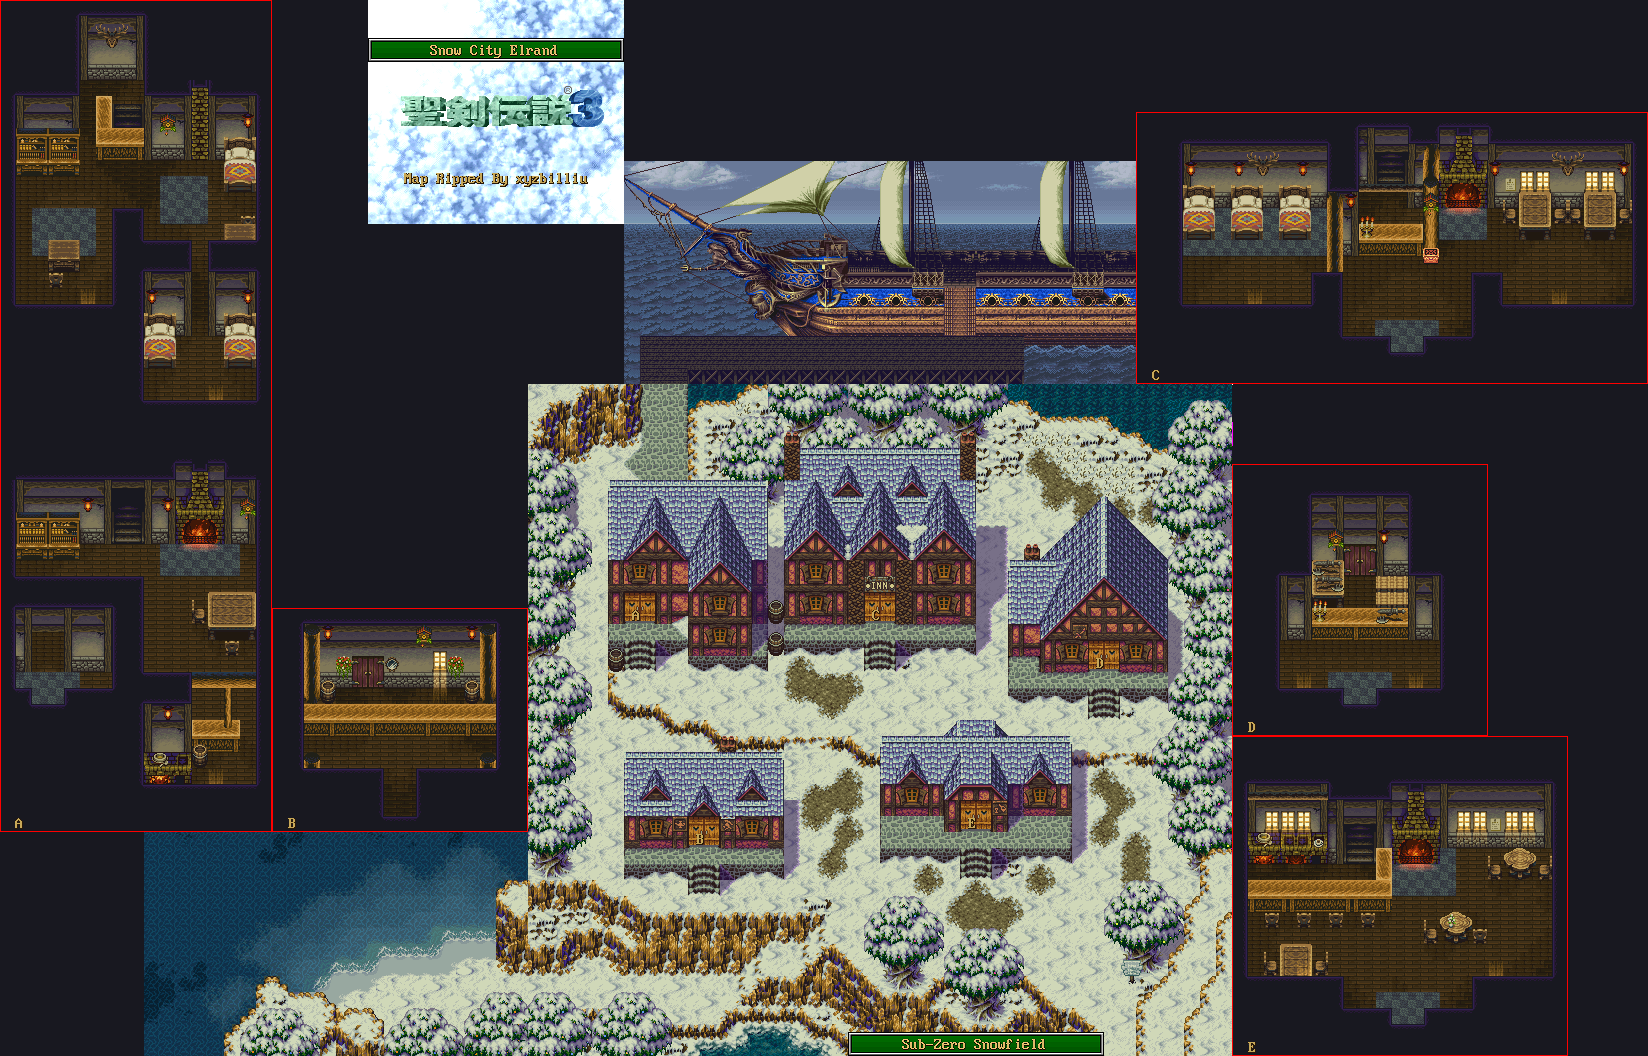 Snow City Elrand
聖剣伝説3
®
Map Ripped By xyzbilliu
C
INN
A
C
D
D
B
E
A
B
E
Sub-Zero Snowfield